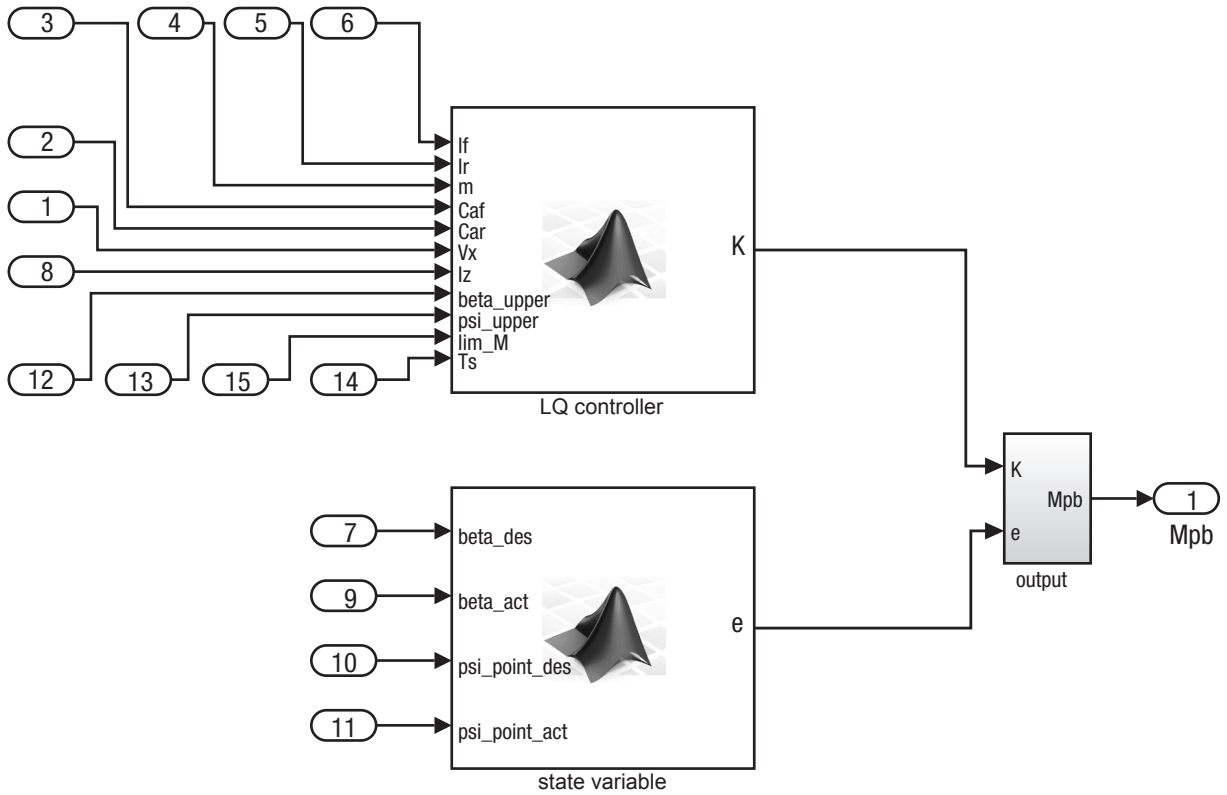 3
4
5
6
2
1
8
12
13
15
14
lf
lr
m
Caf
Car
Vx
Iz
beta_upper
psi_upper
lim_M
Ts
K
LQ controller
7
9
10
11
beta_des
beta_act
psi_point_des
psi_point_act
e
state variable
K
e
Mpb
output
1
Mpb